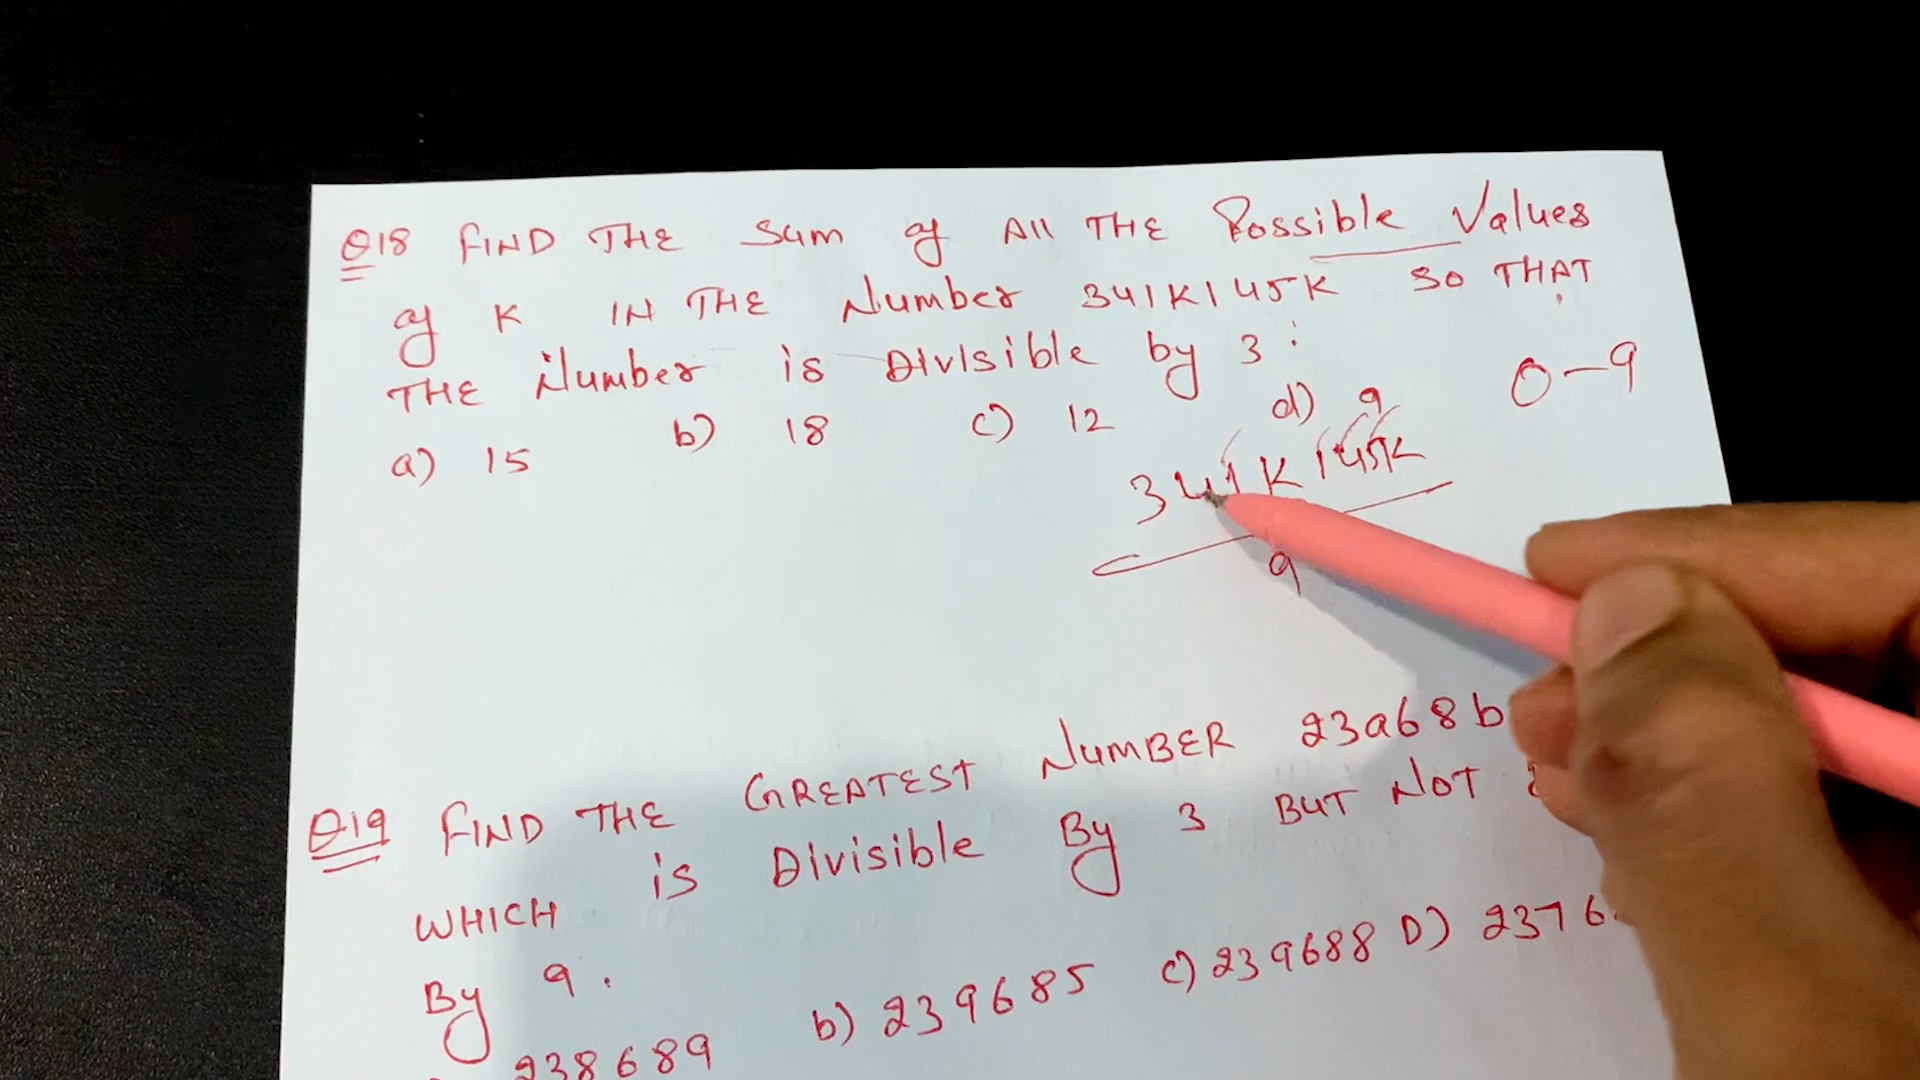 Q18 FIND THE Sum of All THE Possible Values
of K IN THE Number 341K145K SO THAT
THE Number is Divisible by 3:
0-9
a) 15 b) 18 c) 12 d) 9
341K145K
9
Q19 FIND THE GREATEST NUMBER 23a68b
WHICH is Divisible By 3 BUT NOT
By 9.
238689 b) 239685 c) 239688 D) 2376